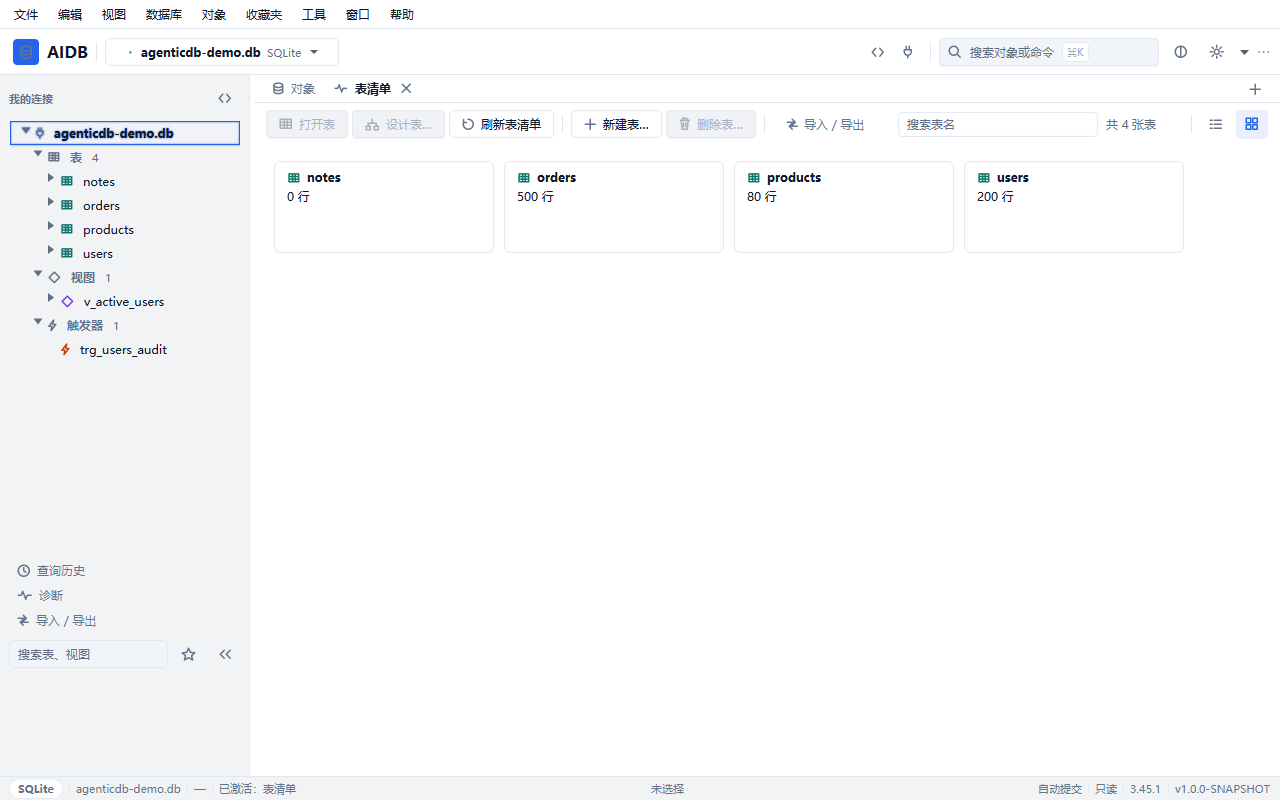 文件 编辑 视图 数据库 对象 收藏夹 工具 窗口 帮助
AIDB · agenticdb-demo.db SQLite 搜索对象或命令 ⌘K
我的连接
agenticdb-demo.db
表 4
notes
orders
products
users
视图 1
v_active_users
触发器 1
trg_users_audit
查询历史
诊断
导入 / 导出
搜索表、视图
对象 表清单
打开表 设计表... 刷新表清单 新建表... 删除表... 导入 / 导出 搜索表名 共 4 张表
notes orders products users
0 行 500 行 80 行 200 行
SQLite agenticdb-demo.db — 已激活: 表清单 未选择 自动提交 只读 3.45.1 v1.0.0-SNAPSHOT